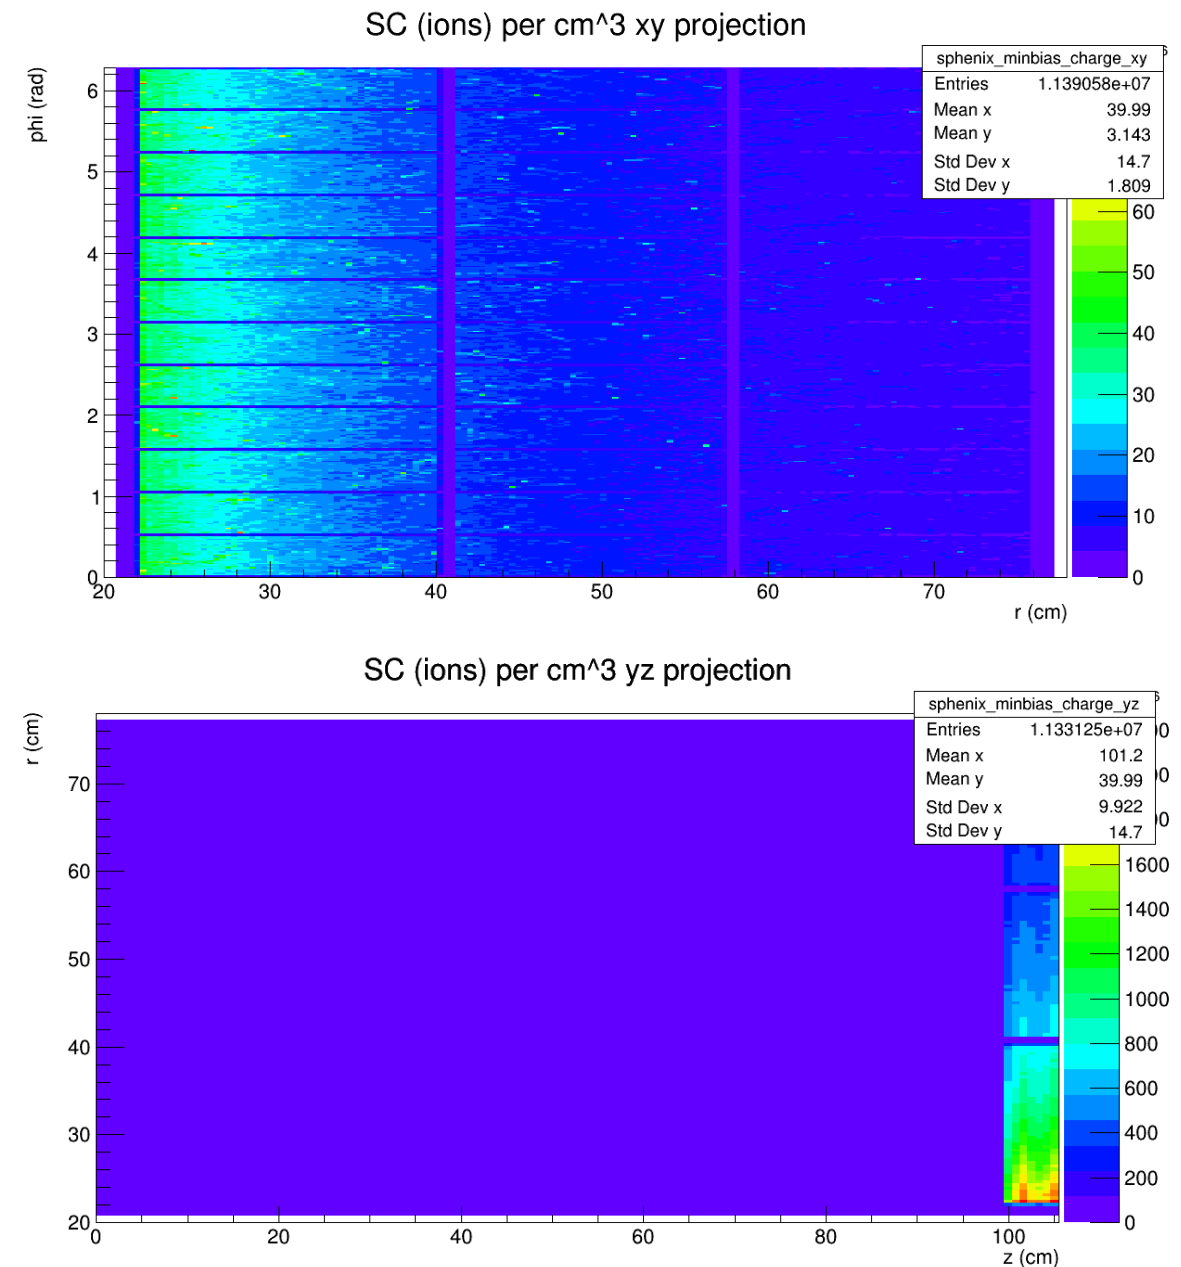 SC (ions) per cm^3 xy projection
phi (rad)
sphenix_minbias_charge_xy
Entries 1.139058e+07
Mean x 39.99
Mean y 3.143
Std Dev x 14.7
Std Dev y 1.809
6
5
4
3
2
1
0
60
50
40
30
20
10
0
20 30 40 50 60 70
r (cm)
SC (ions) per cm^3 yz projection
r (cm)
sphenix_minbias_charge_yz
Entries 1.133125e+07
Mean x 101.2
Mean y 39.99
Std Dev x 9.922
Std Dev y 14.7
70
60
50
40
30
20
1600
1400
1200
1000
800
600
400
200
0
0 20 40 60 80 100
z (cm)